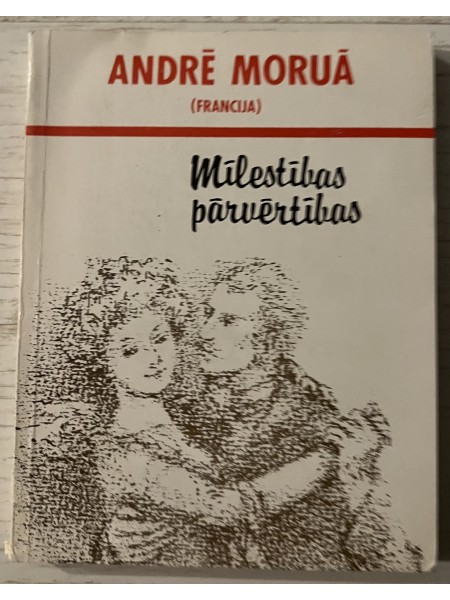 ANDRĒ MORUĀ
(FRANCIJA)
Mīlestības
pārvērtības